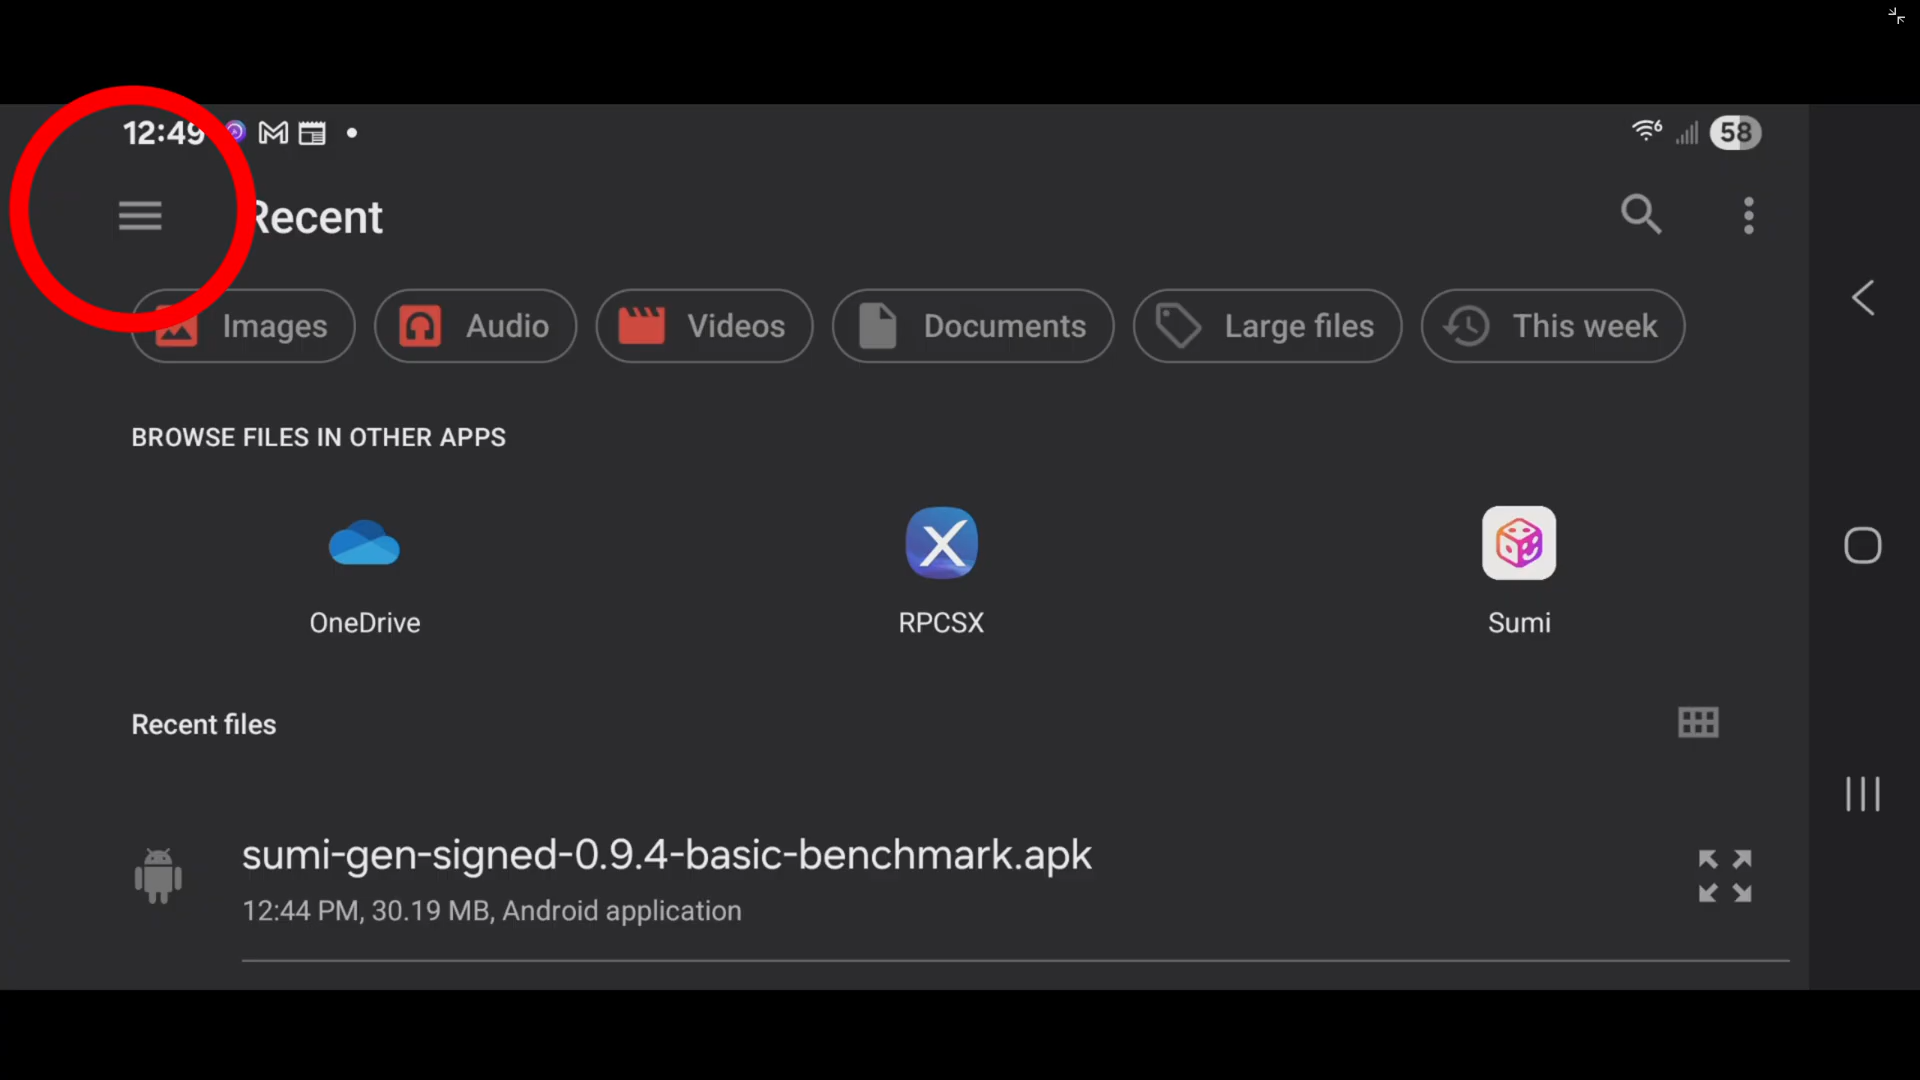 12:49
58
Recent
Images Audio Videos Documents Large files This week
BROWSE FILES IN OTHER APPS
OneDrive RPCSX Sumi
Recent files
sumi-gen-signed-0.9.4-basic-benchmark.apk
12:44 PM, 30.19 MB, Android application